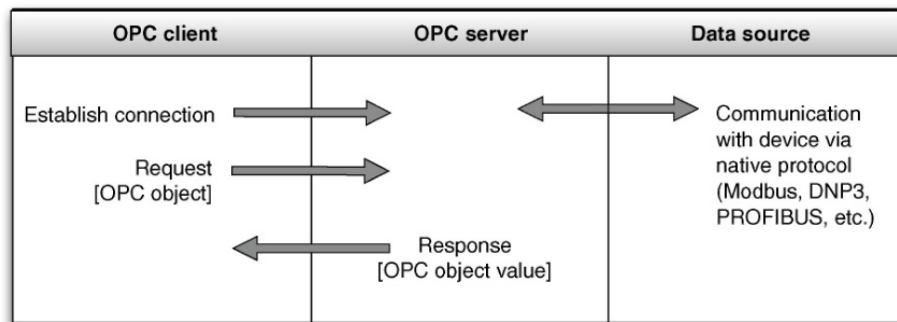 OPC client
OPC server
Data source
Establish connection
Request
[OPC object]
Response
[OPC object value]
Communication
with device via
native protocol
(Modbus, DNP3,
PROFIBUS, etc.)